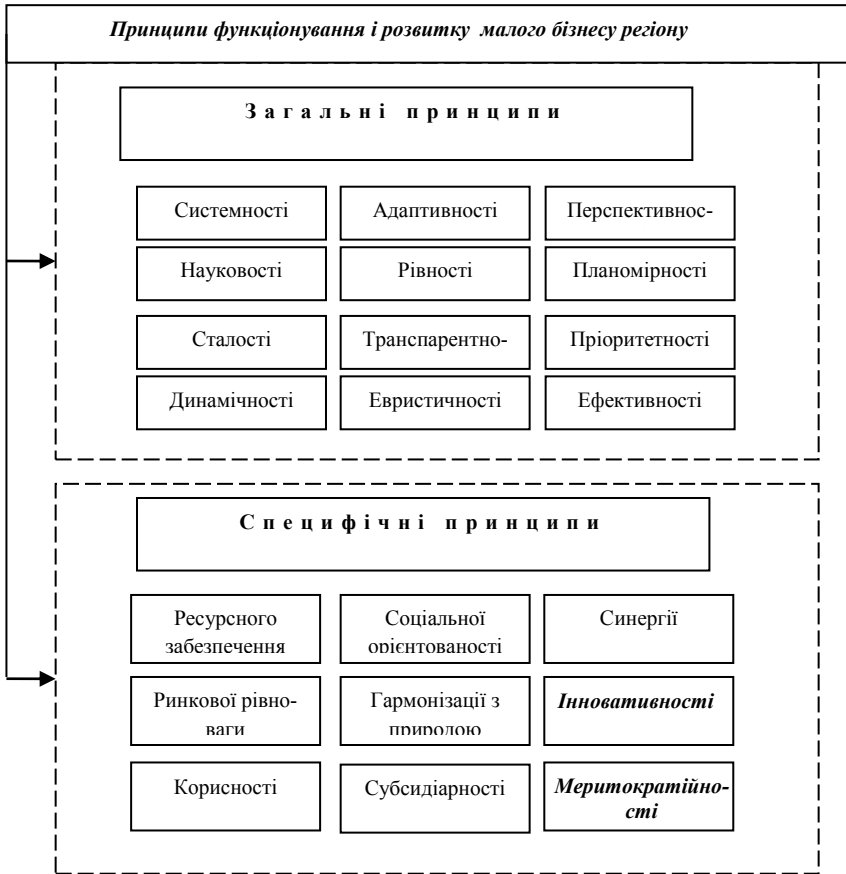 Принципи функціонування і розвитку малого бізнесу регіону
Загальні принципи
Системності
Адаптивності
Перспективнос-
Науковості
Рівності
Планомірності
Сталості
Транспарентно-
Пріоритетності
Динамічності
Евристичності
Ефективності
Специфічні принципи
Ресурсного
забезпечення
Соціальної
орієнтованості
Синергії
Ринкової рівно-
ваги
Гармонізації з
природою
Інновативності
Корисності
Субсидіарності
Меритократійно-
сті